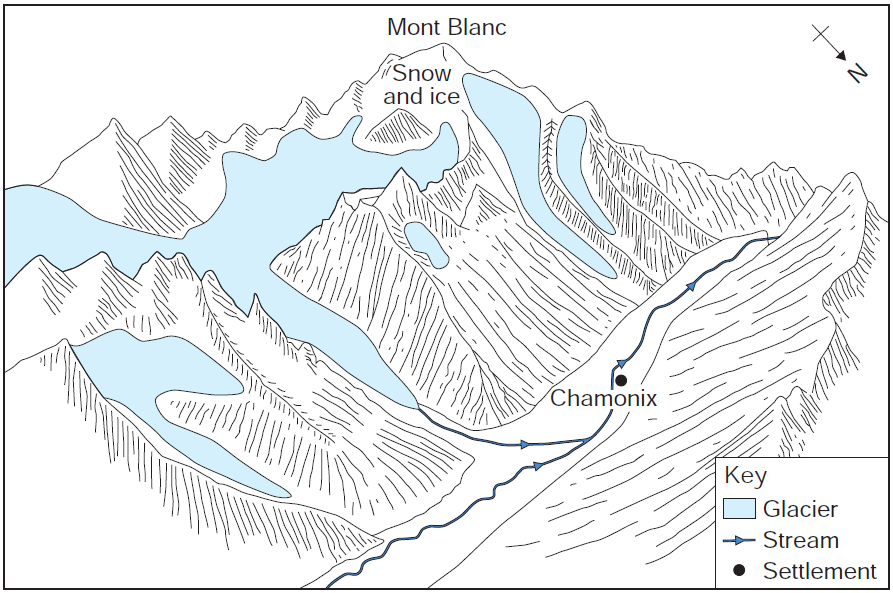 Mont Blanc
Snow
and ice
N
Chamonix
Key
Glacier
Stream
Settlement